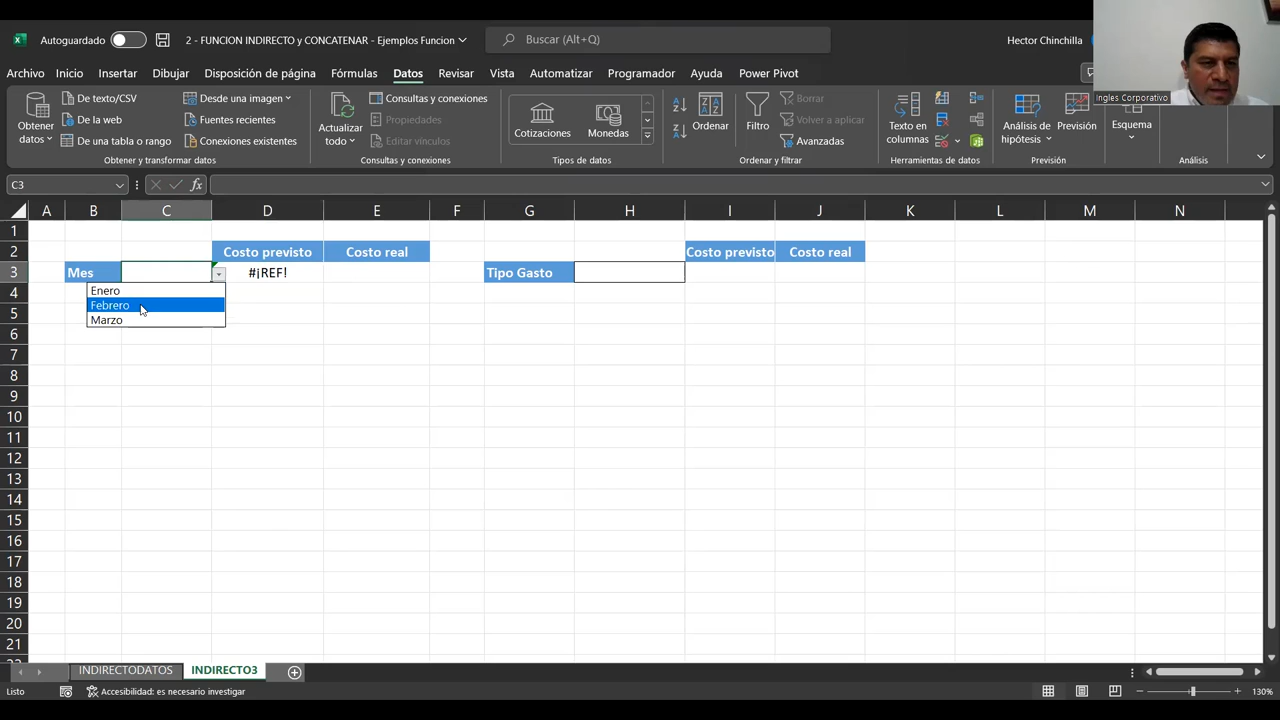 Autoguardado
2 - FUNCION INDIRECTO y CONCATENAR - Ejemplos Funcion
Buscar (Alt+Q)
Hector Chinchilla
Ingles Corporativo
Archivo Inicio Insertar Dibujar Disposición de página Fórmulas Datos Revisar Vista Automatizar Programador Ayuda Power Pivot
Obtener datos
De texto/CSV
De la web
De una tabla o rango
Desde una imagen
Fuentes recientes
Conexiones existentes
Obtener y transformar datos
Actualizar todo
Consultas y conexiones
Propiedades
Editar vínculos
Consultas y conexiones
Cotizaciones
Monedas
Tipos de datos
Ordenar
Filtro
Borrar
Volver a aplicar
Avanzadas
Ordenar y filtrar
Texto en columnas
Herramientas de datos
Análisis de hipótesis
Previsión
Previsión
Esquema
Análisis
C3
fx
A B C D E F G H I J K L M N
1
2 Costo previsto Costo real Costo previsto Costo real
3 Mes #¡REF! Tipo Gasto
Enero
Febrero
Marzo
4
5
6
7
8
9
10
11
12
13
14
15
16
17
18
19
20
21
INDIRECTODATOS INDIRECTO3
Listo
Accesibilidad: es necesario investigar
130%